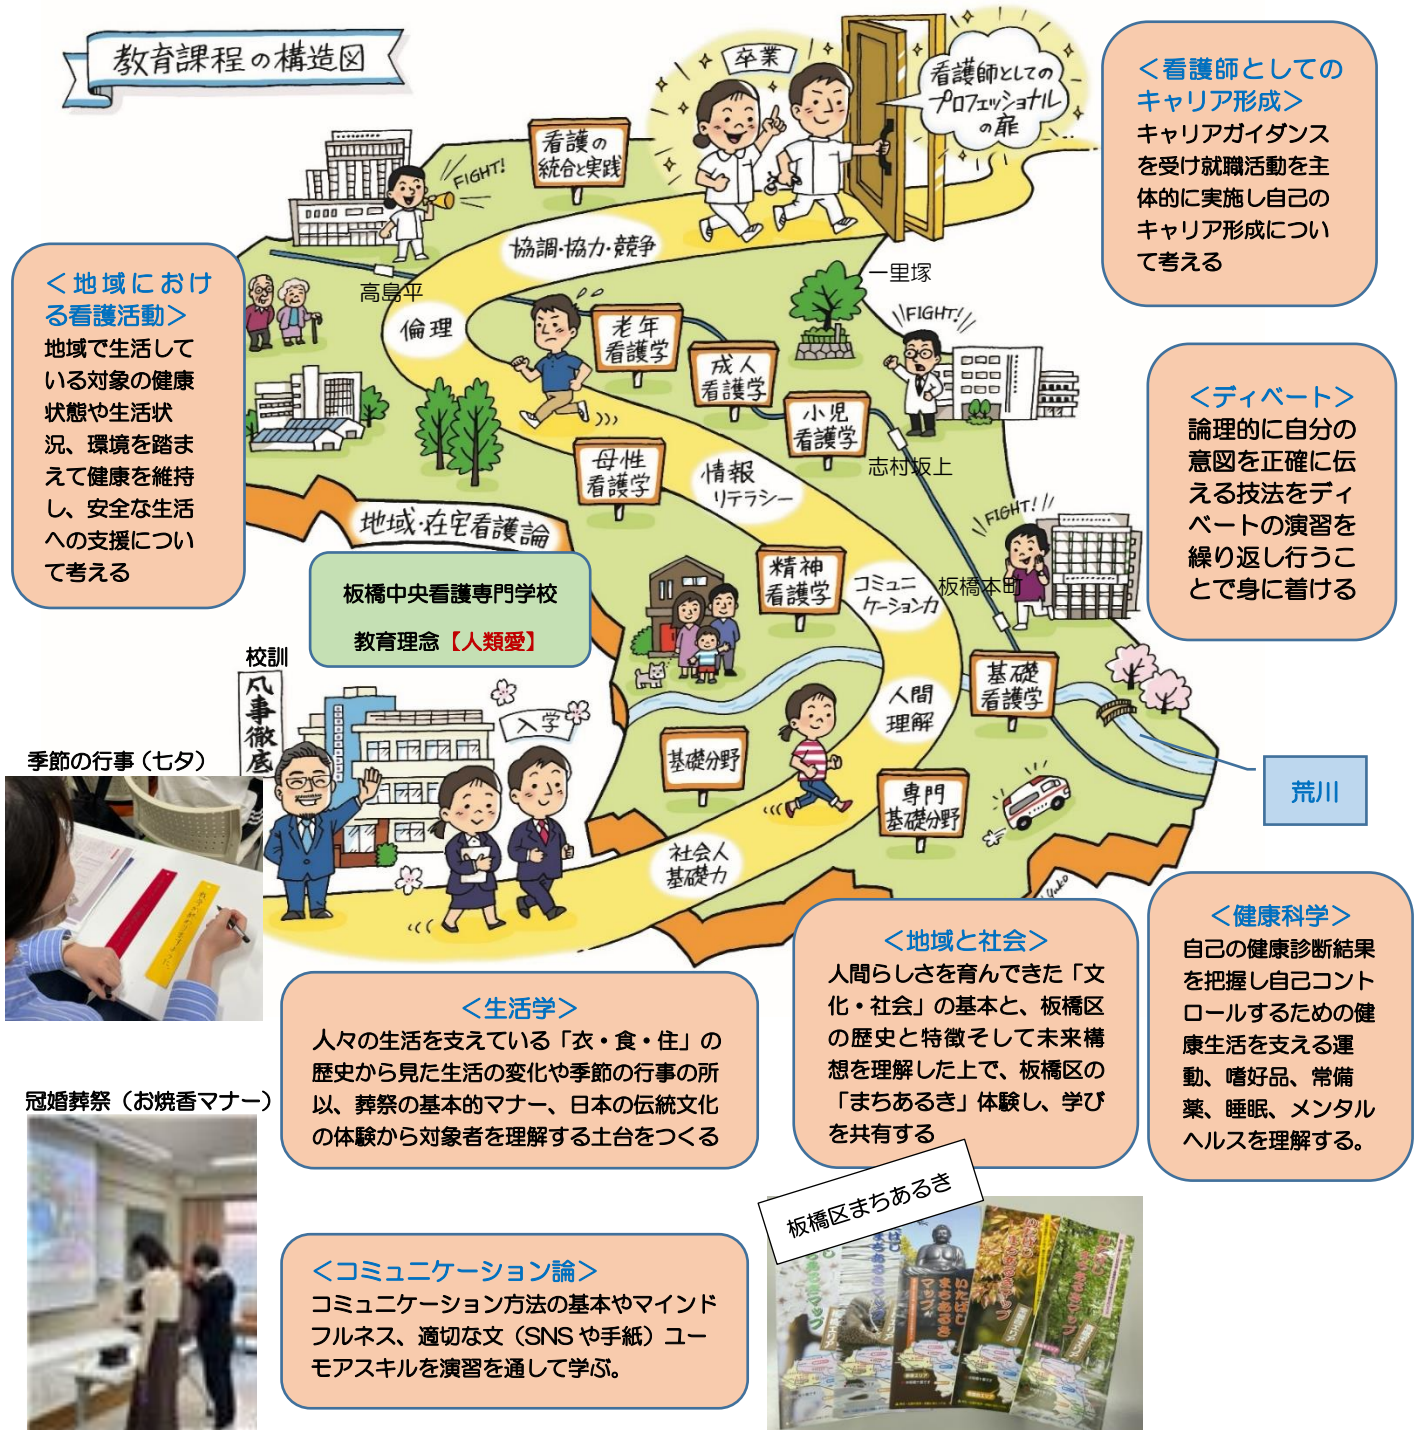 教育課程の構造図
卒業
看護師としての
プロフェッショナル
の扉
看護の
統合と実践
FIGHT!
協調・協力・競争
高島平
一里塚
倫理
老年
看護学
成人
看護学
小児
看護学
FIGHT!
志村坂上
母性
看護学
情報
リテラシー
地域・在宅看護論
FIGHT!
精神
看護学
コミュニ
ケーション力
板橋本町
基礎
看護学
人間
理解
基礎分野
専門
基礎分野
社会人
基礎力
入学
Yuko
荒川
板橋中央看護専門学校
教育理念【人類愛】
校訓
凡事徹底
<看護師としての
キャリア形成>
キャリアガイダンス
を受け就職活動を主
体的に実施し自己の
キャリア形成につい
て考える
<地域におけ
る看護活動>
地域で生活して
いる対象の健康
状態や生活状
況、環境を踏ま
えて健康を維持
し、安全な生活
への支援につい
て考える
<ディベート>
論理的に自分の
意図を正確に伝
える技法をディ
ベートの演習を
繰り返し行うこ
とで身に着ける
季節の行事(七夕)
冠婚葬祭(お焼香マナー)
<生活学>
人々の生活を支えている「衣・食・住」の
歴史から見た生活の変化や季節の行事の所
以、葬祭の基本的マナー、日本の伝統文化
の体験から対象者を理解する土台をつくる
<地域と社会>
人間らしさを育んできた「文
化・社会」の基本と、板橋区
の歴史と特徴そして未来構
想を理解した上で、板橋区の
「まちあるき」体験し、学び
を共有する
<健康科学>
自己の健康診断結果
を把握し自己コント
ロールするための健
康生活を支える運
動、嗜好品、常備
薬、睡眠、メンタル
ヘルスを理解する。
<コミュニケーション論>
コミュニケーション方法の基本やマインド
フルネス、適切な文(SNSや手紙)ユー
モアスキルを演習を通して学ぶ。
板橋区まちあるき
いたばし
まちあるき
マップ